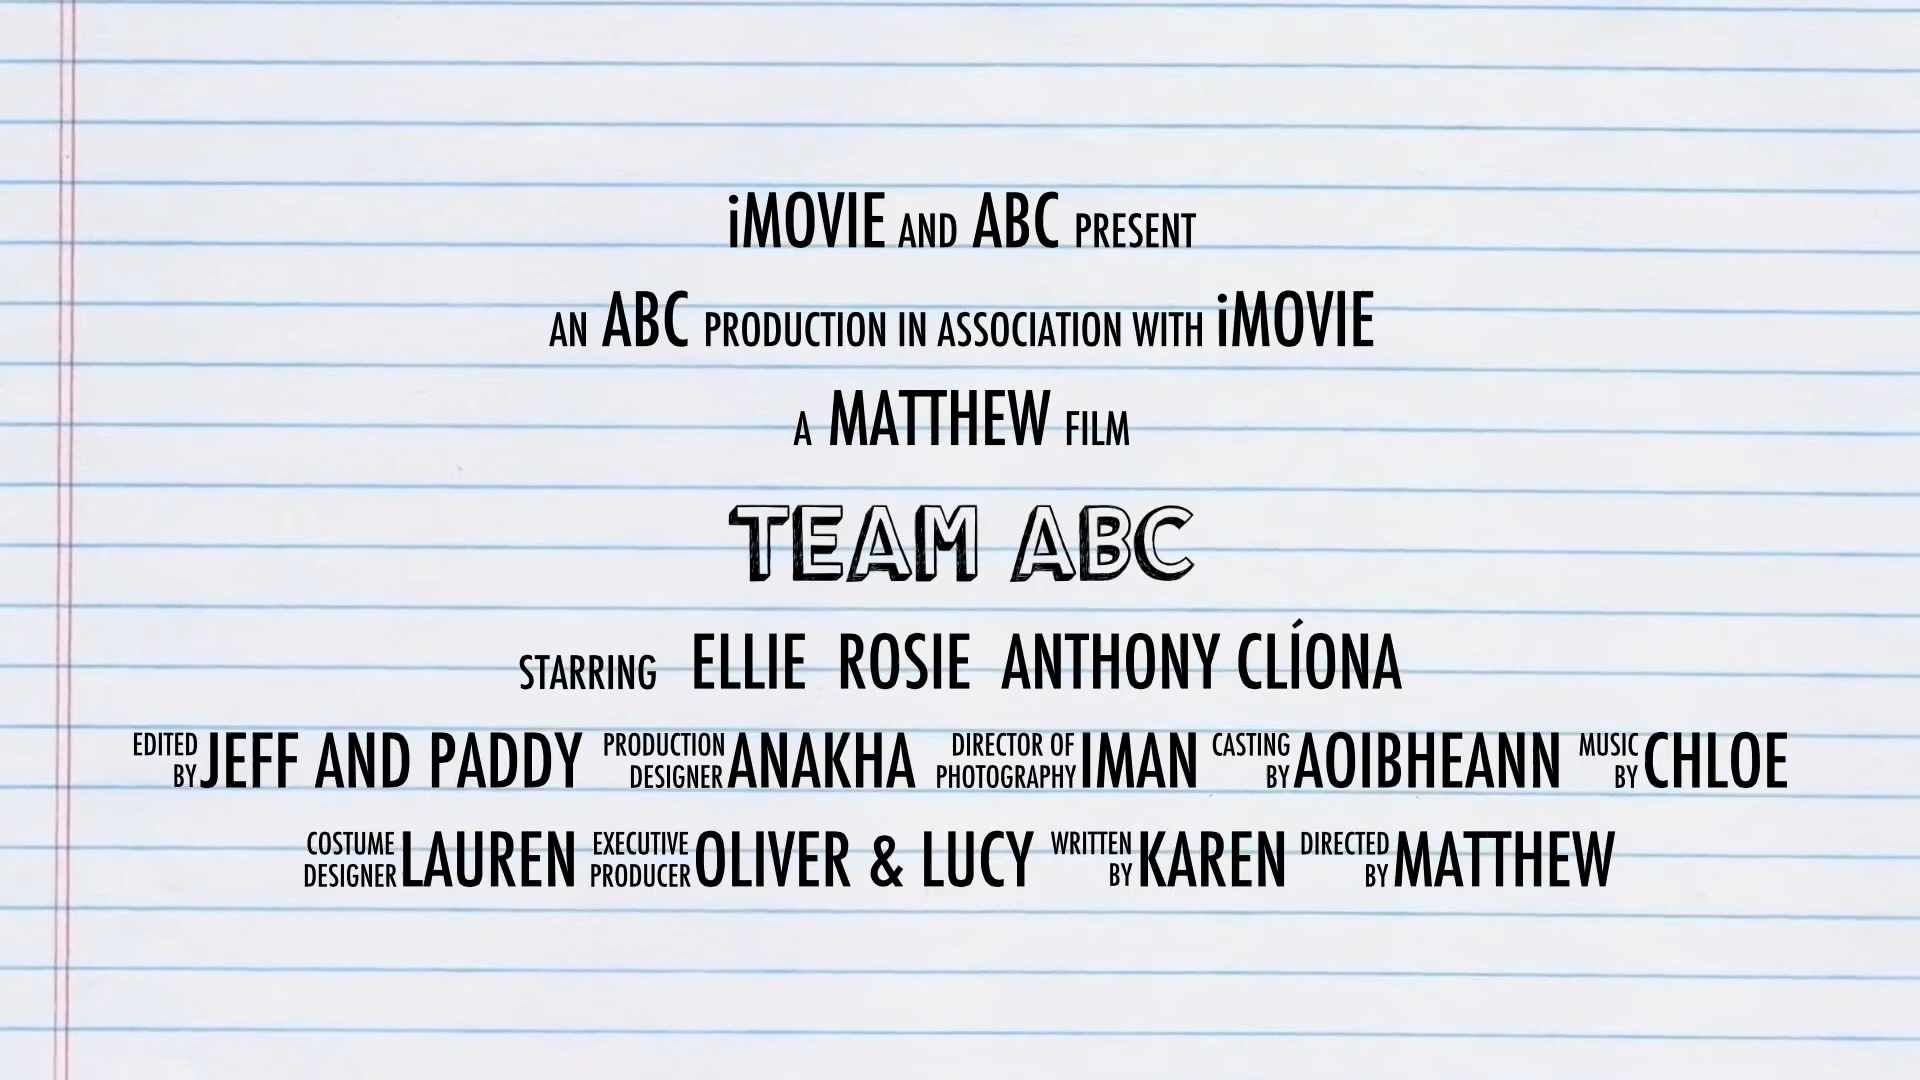 iMOVIE AND ABC PRESENT
AN ABC PRODUCTION IN ASSOCIATION WITH iMOVIE
A MATTHEW FILM
TEAM ABC
STARRING ELLIE ROSIE ANTHONY CLÍONA
EDITED BY JEFF AND PADDY PRODUCTION DESIGNER ANAKHA DIRECTOR OF PHOTOGRAPHY IMAN CASTING BY AOIBHEANN MUSIC BY CHLOE
COSTUME DESIGNER LAUREN EXECUTIVE PRODUCER OLIVER & LUCY WRITTEN BY KAREN DIRECTED BY MATTHEW